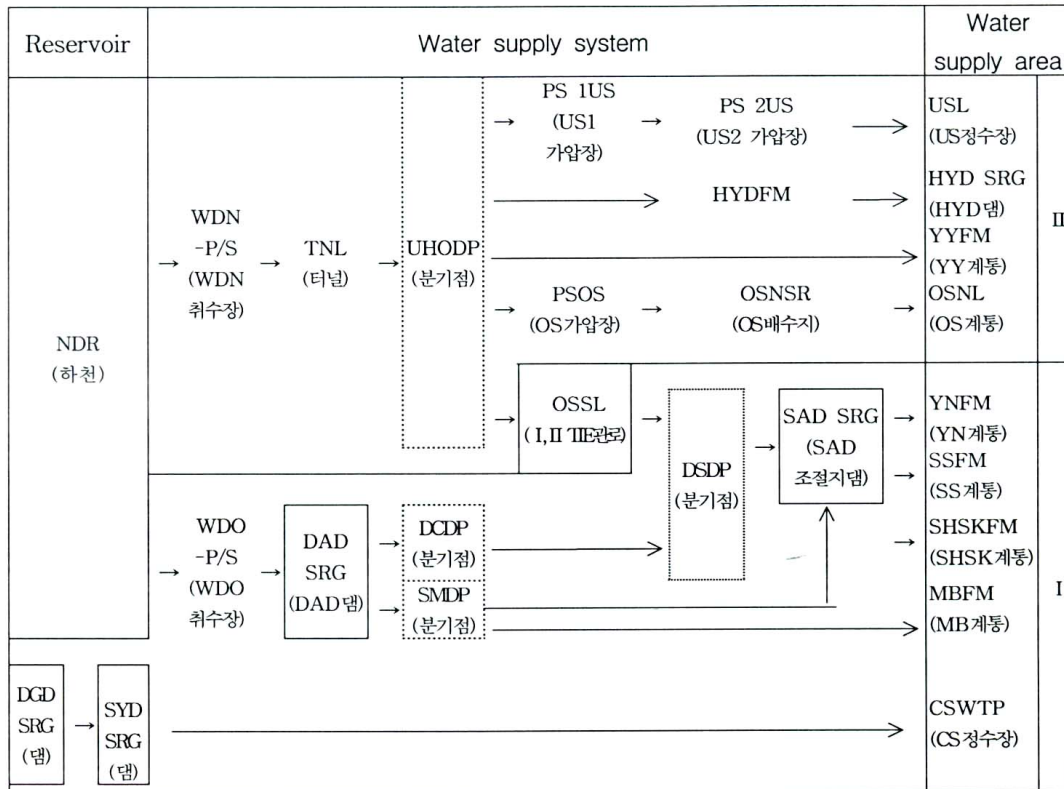 Reservoir
Water supply system
Water
supply area
NDR
(하천)
WDN
-P/S
(WDN
취수장)
→
TNL
(터널)
→
UHODP
(분기점)
→
PS 1US
(US1
가압장)
→
PS 2US
(US2 가압장)
→
USL
(US정수장)
→
HYDFM
→
HYD SRG
(HYD댐)
→
YYFM
(YY계통)
→
PSOS
(OS가압장)
→
OSNSR
(OS배수지)
→
OSNL
(OS계통)
II
→
OSSL
(I,II TIE관로)
→
DSDP
(분기점)
→
SAD SRG
(SAD
조절지댐)
→
YNFM
(YN계통)
→
SSFM
(SS계통)
→
SHSKFM
(SHSK계통)
MBFM
(MB계통)
I
→
WDO
-P/S
(WDO
취수장)
→
DAD
SRG
(DAD댐)
→
DCDP
(분기점)
→
→
SMDP
(분기점)
→
DGD
SRG
(댐)
→
SYD
SRG
(댐)
→
CSWTP
(CS정수장)